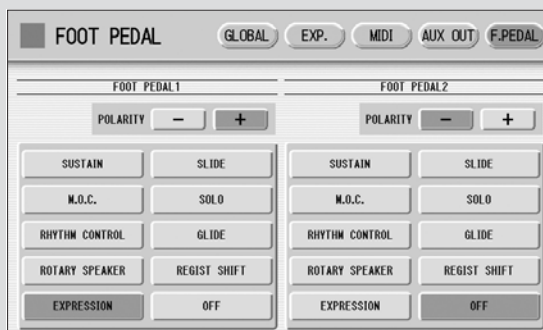 FOOT PEDAL GLOBAL EXP. MIDI AUX OUT F.PEDAL
FOOT PEDAL1 FOOT PEDAL2
POLARITY − + POLARITY − +
SUSTAIN SLIDE SUSTAIN SLIDE
M.O.C. SOLO M.O.C. SOLO
RHYTHM CONTROL GLIDE RHYTHM CONTROL GLIDE
ROTARY SPEAKER REGIST SHIFT ROTARY SPEAKER REGIST SHIFT
EXPRESSION OFF EXPRESSION OFF